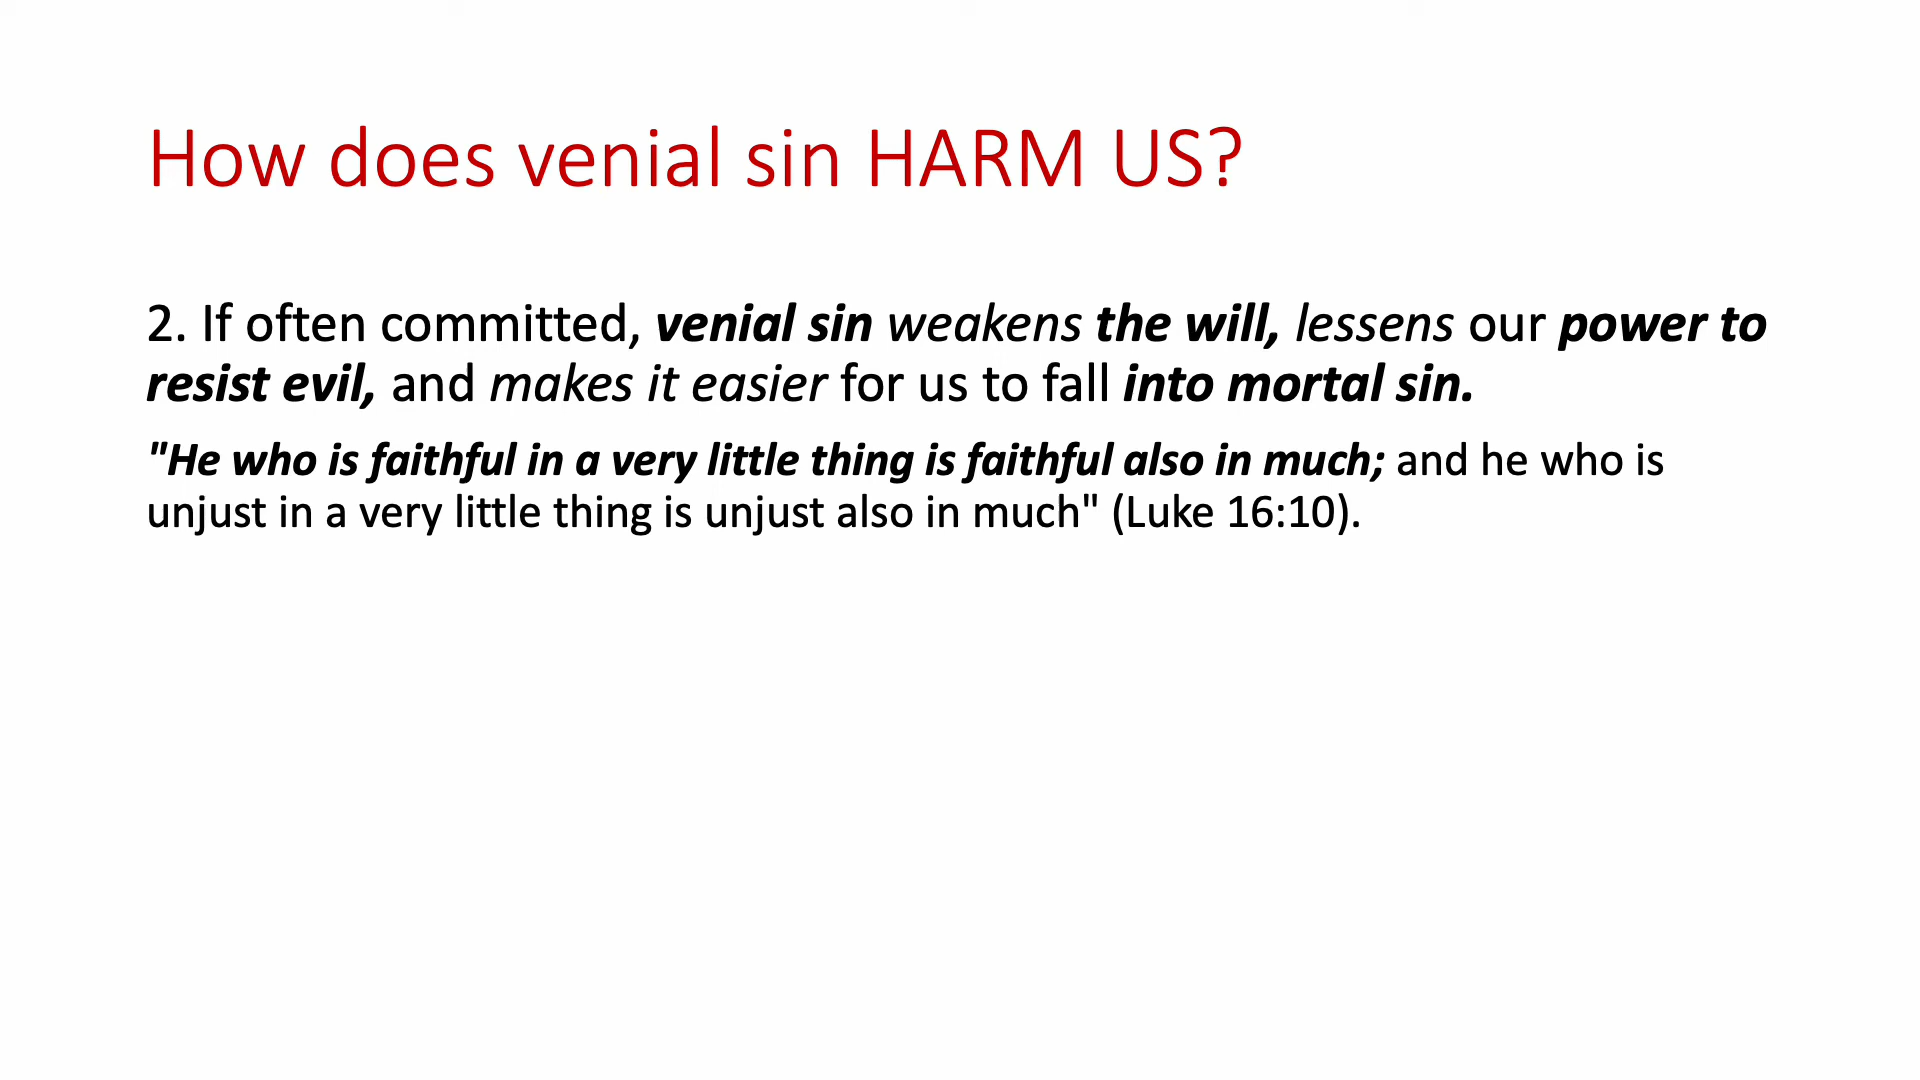 How does venial sin HARM US?
2. If often committed, venial sin weakens the will, lessens our power to
resist evil, and makes it easier for us to fall into mortal sin.
"He who is faithful in a very little thing is faithful also in much; and he who is
unjust in a very little thing is unjust also in much" (Luke 16:10).